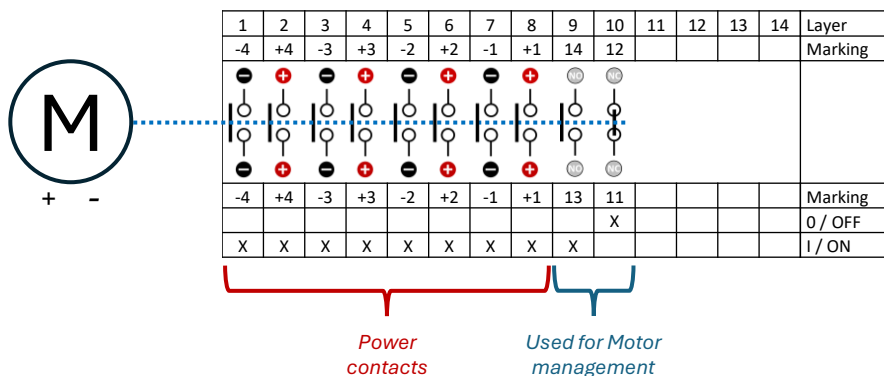 1 2 3 4 5 6 7 8 9 10 11 12 13 14 Layer
-4 +4 -3 +3 -2 +2 -1 +1 14 12 Marking
NO NO
M
NO NO
+ -
-4 +4 -3 +3 -2 +2 -1 +1 13 11 Marking
X 0 / OFF
X X X X X X X X X I / ON
Power
contacts
Used for Motor
management